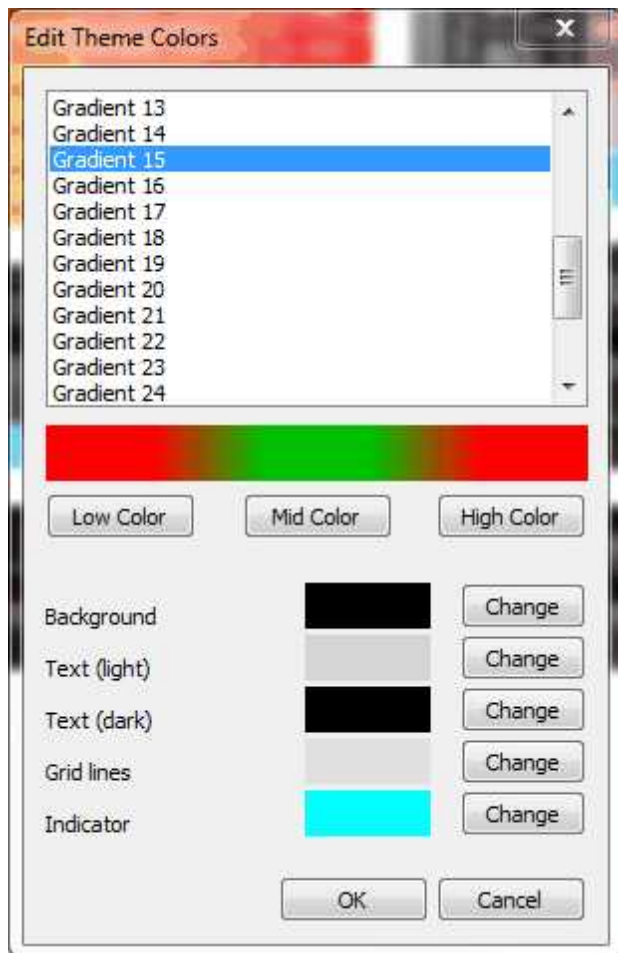 Edit Theme Colors
Gradient 13
Gradient 14
Gradient 15
Gradient 16
Gradient 17
Gradient 18
Gradient 19
Gradient 20
Gradient 21
Gradient 22
Gradient 23
Gradient 24
Low Color Mid Color High Color
Background Change
Text (light) Change
Text (dark) Change
Grid lines Change
Indicator Change
OK Cancel